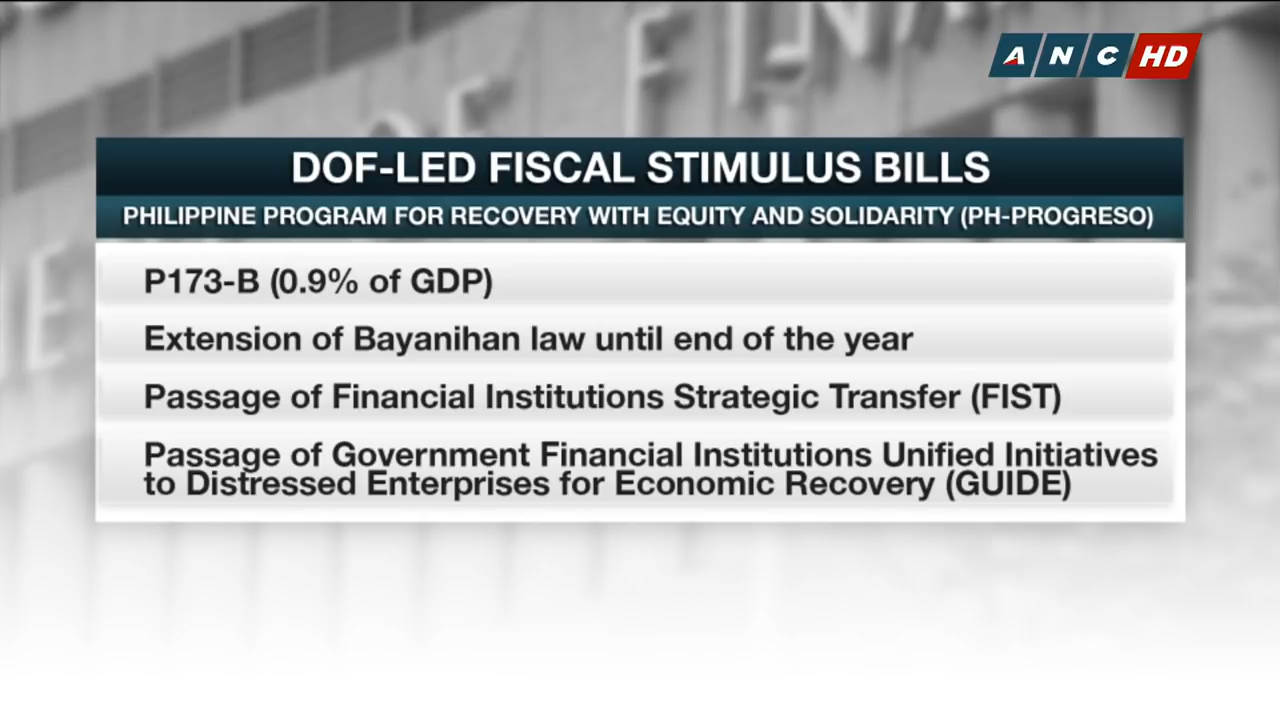 ANC HD
DOF-LED FISCAL STIMULUS BILLS
PHILIPPINE PROGRAM FOR RECOVERY WITH EQUITY AND SOLIDARITY (PH-PROGRESO)
P173-B (0.9% of GDP)
Extension of Bayanihan law until end of the year
Passage of Financial Institutions Strategic Transfer (FIST)
Passage of Government Financial Institutions Unified Initiatives
to Distressed Enterprises for Economic Recovery (GUIDE)